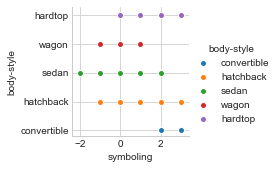 hardtop
wagon
sedan
hatchback
convertible
body-style
−2
0
2
symboling
body-style
convertible
hatchback
sedan
wagon
hardtop